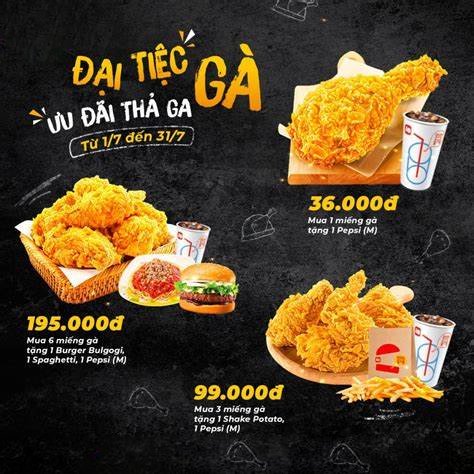 ĐẠI TIỆC GÀ
ƯU ĐÃI THẢ GA
Từ 1/7 đến 31/7
36.000đ
Mua 1 miếng gà
tặng 1 Pepsi (M)
195.000đ
Mua 6 miếng gà
tặng 1 Burger Bulgogi,
1 Spaghetti, 1 Pepsi (M)
99.000đ
Mua 3 miếng gà
tặng 1 Shake Potato,
1 Pepsi (M)